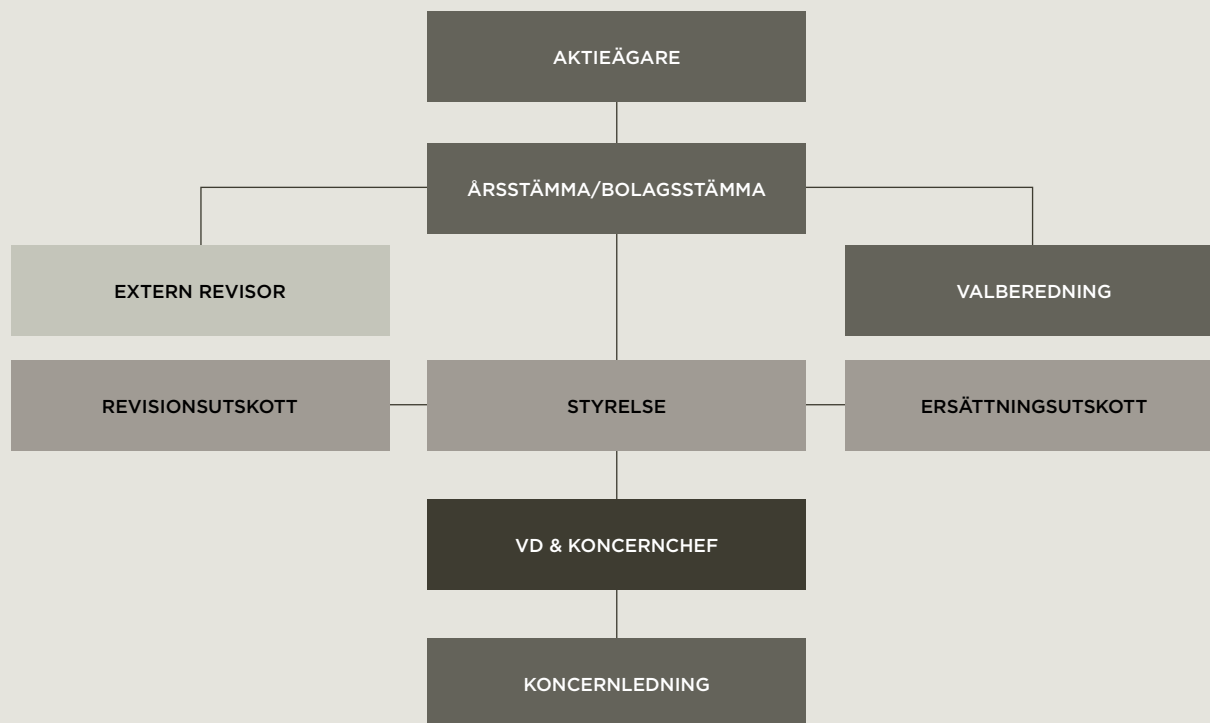 AKTIEÄGARE
ÅRSSTÄMMA/BOLAGSSTÄMMA
EXTERN REVISOR
VALBEREDNING
REVISIONSUTSKOTT
STYRELSE
ERSÄTTNINGSUTSKOTT
VD & KONCERNCHEF
KONCERNLEDNING